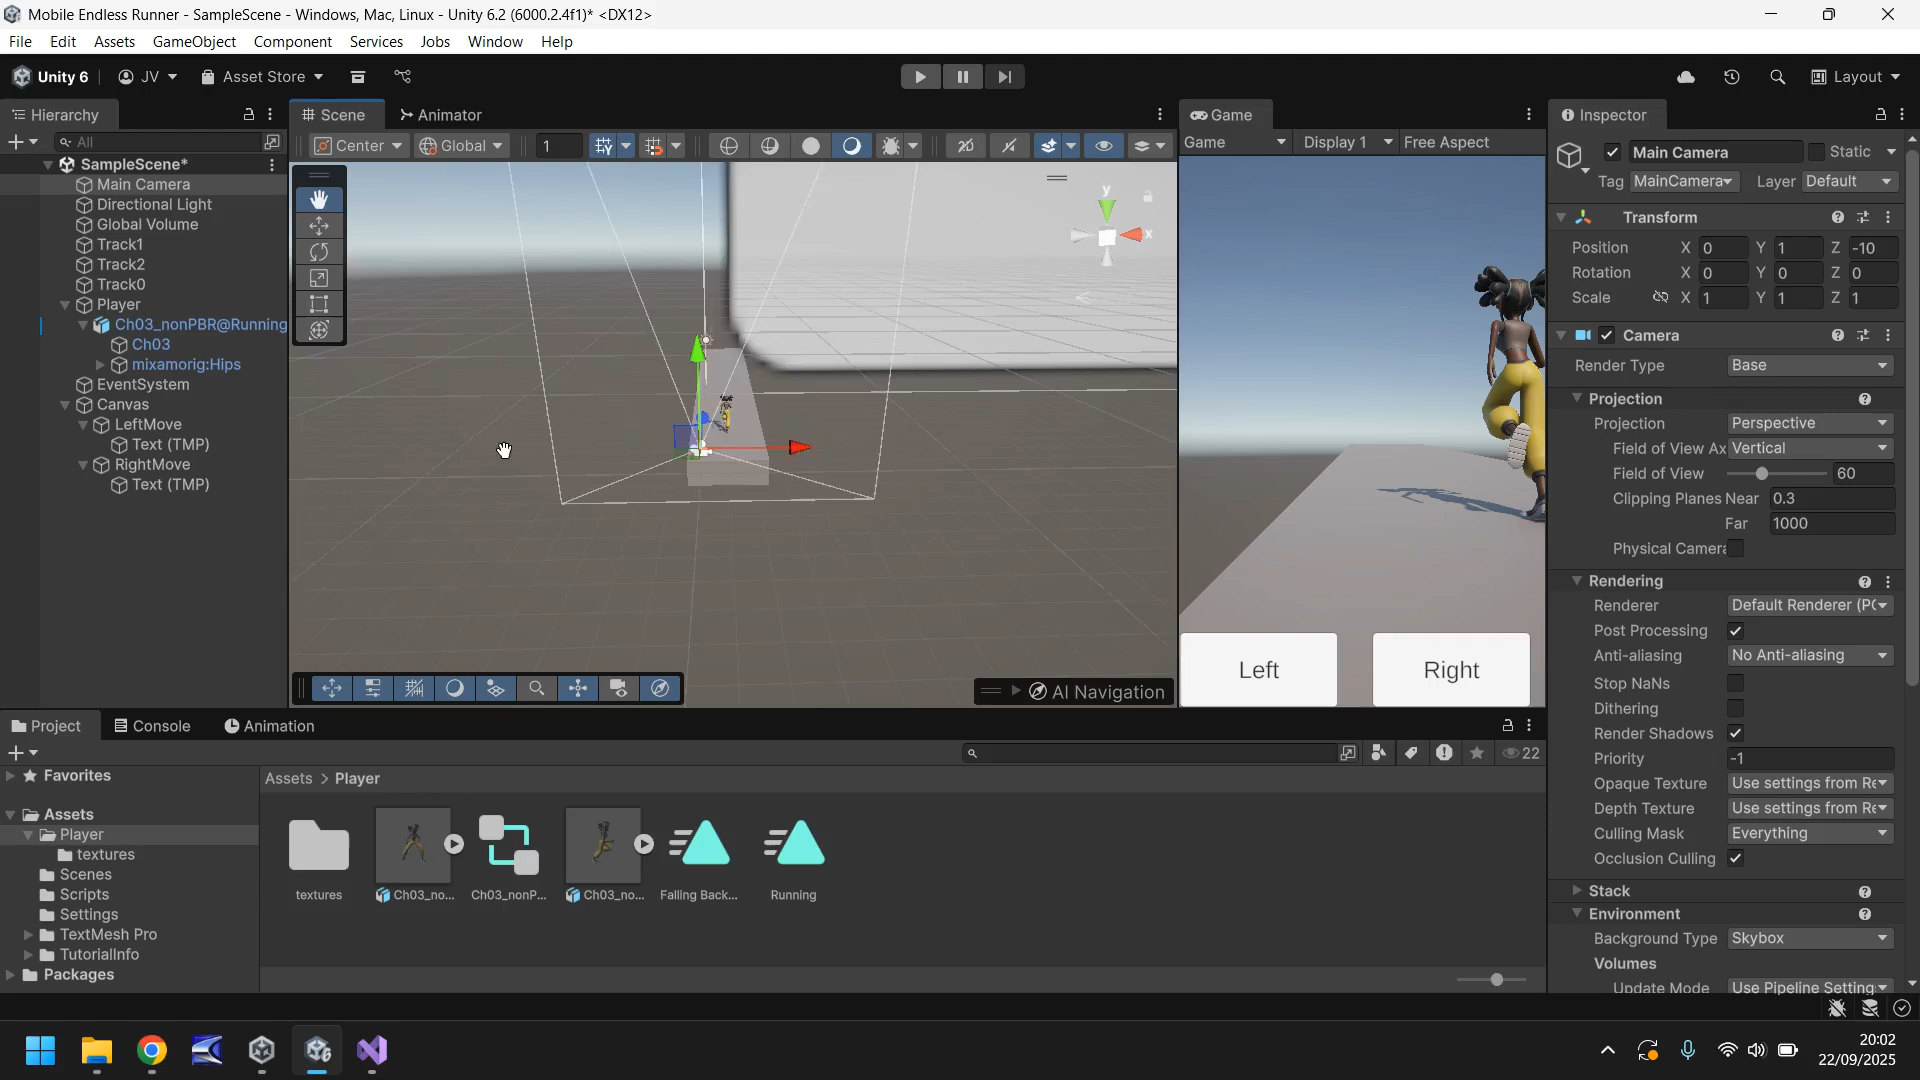 Mobile Endless Runner - SampleScene - Windows, Mac, Linux - Unity 6.2 (6000.2.4f1)* <DX12>
File Edit Assets GameObject Component Services Jobs Window Help
Unity 6 JV Asset Store Layout
Hierarchy
All
SampleScene*
Main Camera
Directional Light
Global Volume
Track1
Track2
Track0
Player
Ch03_nonPBR@Running
Ch03
mixamorig:Hips
EventSystem
Canvas
LeftMove
Text (TMP)
RightMove
Text (TMP)
Scene Animator
Center Global 1 2D
y
x
AI Navigation
Game
Game Display 1 Free Aspect
Left Right
Inspector
Main Camera Static
Tag MainCamera Layer Default
Transform
Position X 0 Y 1 Z -10
Rotation X 0 Y 0 Z 0
Scale X 1 Y 1 Z 1
Camera
Render Type Base
Projection
Projection Perspective
Field of View Ax Vertical
Field of View 60
Clipping Planes Near 0.3
Far 1000
Physical Camera
Rendering
Renderer Default Renderer (PC
Post Processing
Anti-aliasing No Anti-aliasing
Stop NaNs
Dithering
Render Shadows
Priority -1
Opaque Texture Use settings from Re
Depth Texture Use settings from Re
Culling Mask Everything
Occlusion Culling
Stack
Environment
Background Type Skybox
Volumes
Update Mode Use Pipeline Setting
Project Console Animation
22
Favorites
Assets
Player
textures
Scenes
Scripts
Settings
TextMesh Pro
TutorialInfo
Packages
Assets > Player
textures Ch03_no... Ch03_nonP... Ch03_no... Falling Back... Running
20:02
22/09/2025